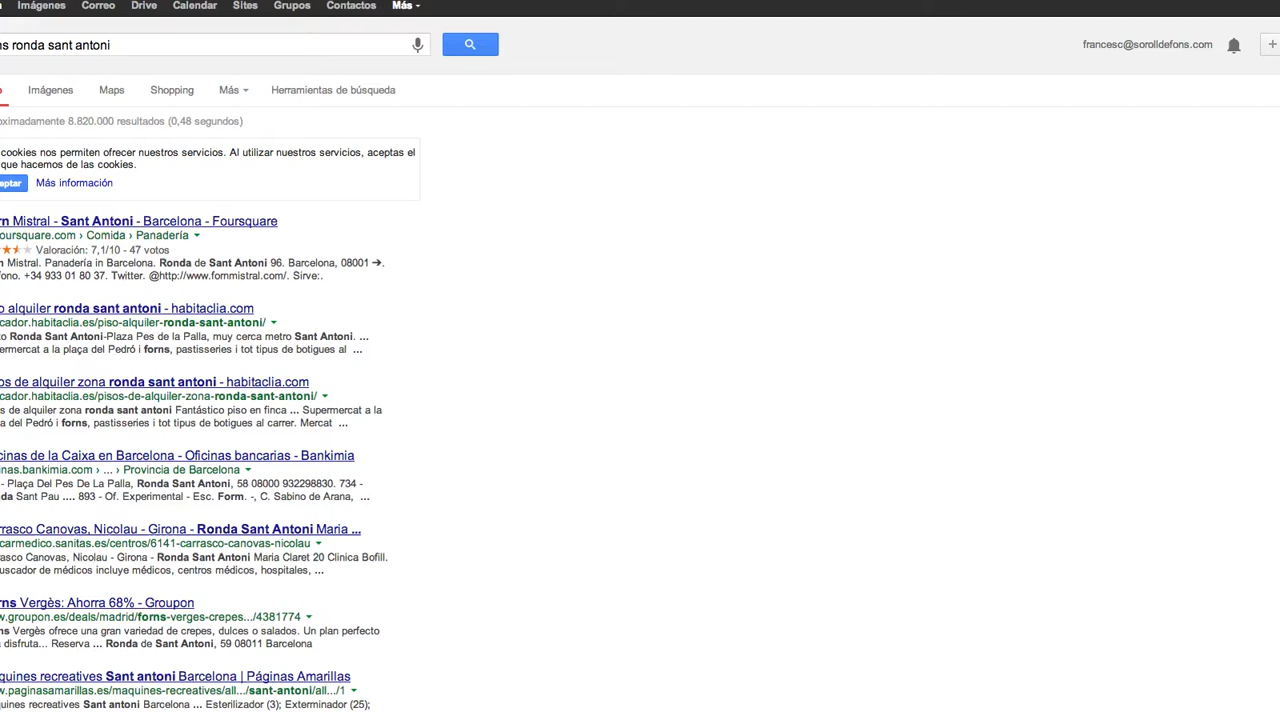 Imágenes Correo Drive Calendar Sites Grupos Contactos Más
ns ronda sant antoni
francesc@sorolldefons.com
Imágenes Maps Shopping Más Herramientas de búsqueda
oximadamente 8.820.000 resultados (0,48 segundos)
cookies nos permiten ofrecer nuestros servicios. Al utilizar nuestros servicios, aceptas el
que hacemos de las cookies.
eptar Más información
rn Mistral - Sant Antoni - Barcelona - Foursquare
oursquare.com › Comida › Panadería
Valoración: 7,1/10 - 47 votos
n Mistral. Panadería in Barcelona. Ronda de Sant Antoni 96. Barcelona, 08001 ➔.
fono. +34 933 01 80 37. Twitter. @http://www.fornmistral.com/. Sirve:.
o alquiler ronda sant antoni - habitaclia.com
cador.habitaclia.es/piso-alquiler-ronda-sant-antoni/
to Ronda Sant Antoni-Plaza Pes de la Palla, muy cerca metro Sant Antoni. ...
ermercat a la plaça del Pedró i forns, pastisseries i tot tipus de botigues al ...
os de alquiler zona ronda sant antoni - habitaclia.com
cador.habitaclia.es/pisos-de-alquiler-zona-ronda-sant-antoni/
s de alquiler zona ronda sant antoni Fantástico piso en finca ... Supermercat a la
a del Pedró i forns, pastisseries i tot tipus de botigues al carrer. Mercat ...
cinas de la Caixa en Barcelona - Oficinas bancarias - Bankimia
inas.bankimia.com › ... › Provincia de Barcelona
- Plaça Del Pes De La Palla, Ronda Sant Antoni, 58 08000 932298830. 734 -
da Sant Pau .... 893 - Of. Experimental - Esc. Form. -, C. Sabino de Arana, ...
rrasco Canovas, Nicolau - Girona - Ronda Sant Antoni Maria ...
carmedico.sanitas.es/centros/6141-carrasco-canovas-nicolau
asco Canovas, Nicolau - Girona - Ronda Sant Antoni Maria Claret 20 Clinica Bofill.
uscador de médicos incluye médicos, centros médicos, hospitales, ...
rns Vergès: Ahorra 68% - Groupon
w.groupon.es/deals/madrid/forns-verges-crepes.../4381774
ns Vergès ofrece una gran variedad de crepes, dulces o salados. Un plan perfecto
a disfruta... Reserva ... Ronda de Sant Antoni, 59 08011 Barcelona
quines recreatives Sant antoni Barcelona | Páginas Amarillas
w.paginasamarillas.es/maquines-recreatives/all.../sant-antoni/all.../1
quines recreatives Sant antoni Barcelona ... Esterilizador (3); Exterminador (25);